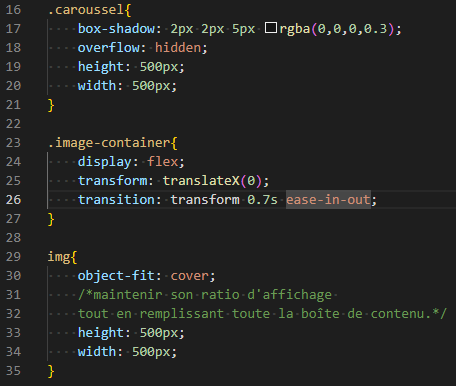 16 .caroussel{
17 box-shadow: 2px 2px 5px rgba(0,0,0,0.3);
18 overflow: hidden;
19 height: 500px;
20 width: 500px;
21 }
22
23 .image-container{
24 display: flex;
25 transform: translateX(0);
26 transition: transform 0.7s ease-in-out;
27 }
28
29 img{
30 object-fit: cover;
31 /*maintenir son ratio d'affichage
32 tout en remplissant toute la boîte de contenu.*/
33 height: 500px;
34 width: 500px;
35 }